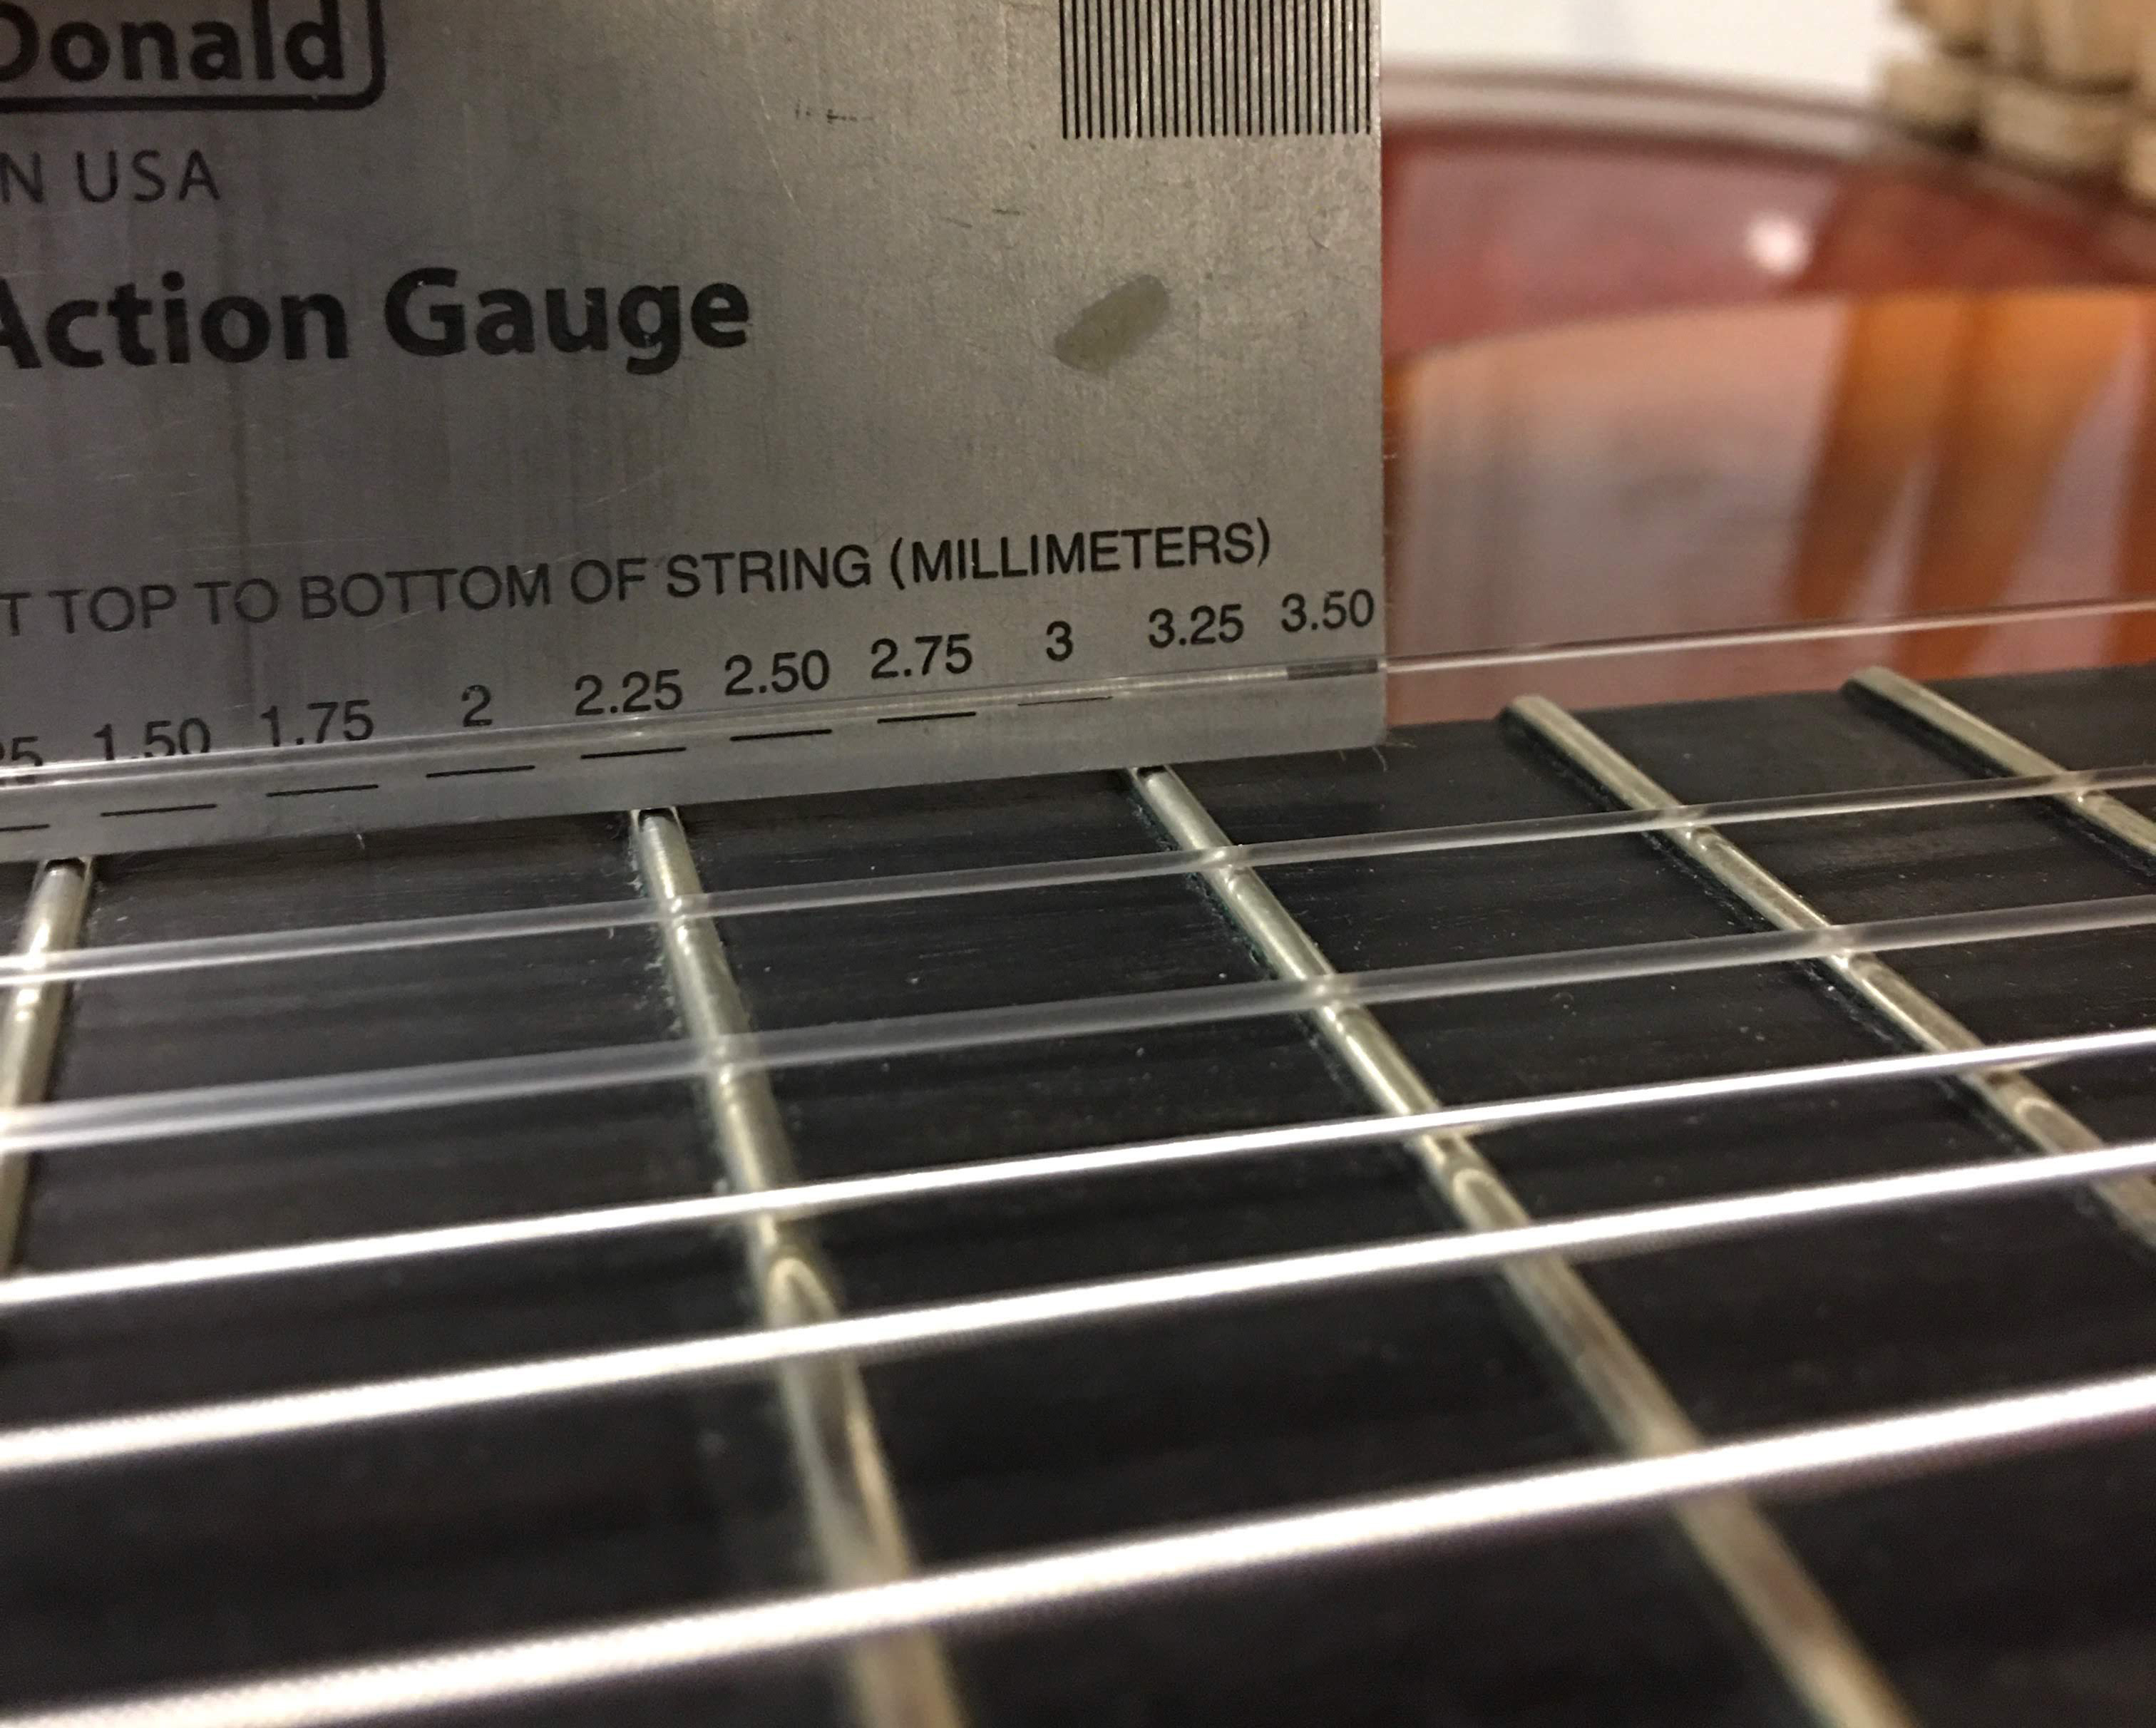 Donald
N USA
Action Gauge
T TOP TO BOTTOM OF STRING (MILLIMETERS)
5 1.50 1.75 2 2.25 2.50 2.75 3 3.25 3.50